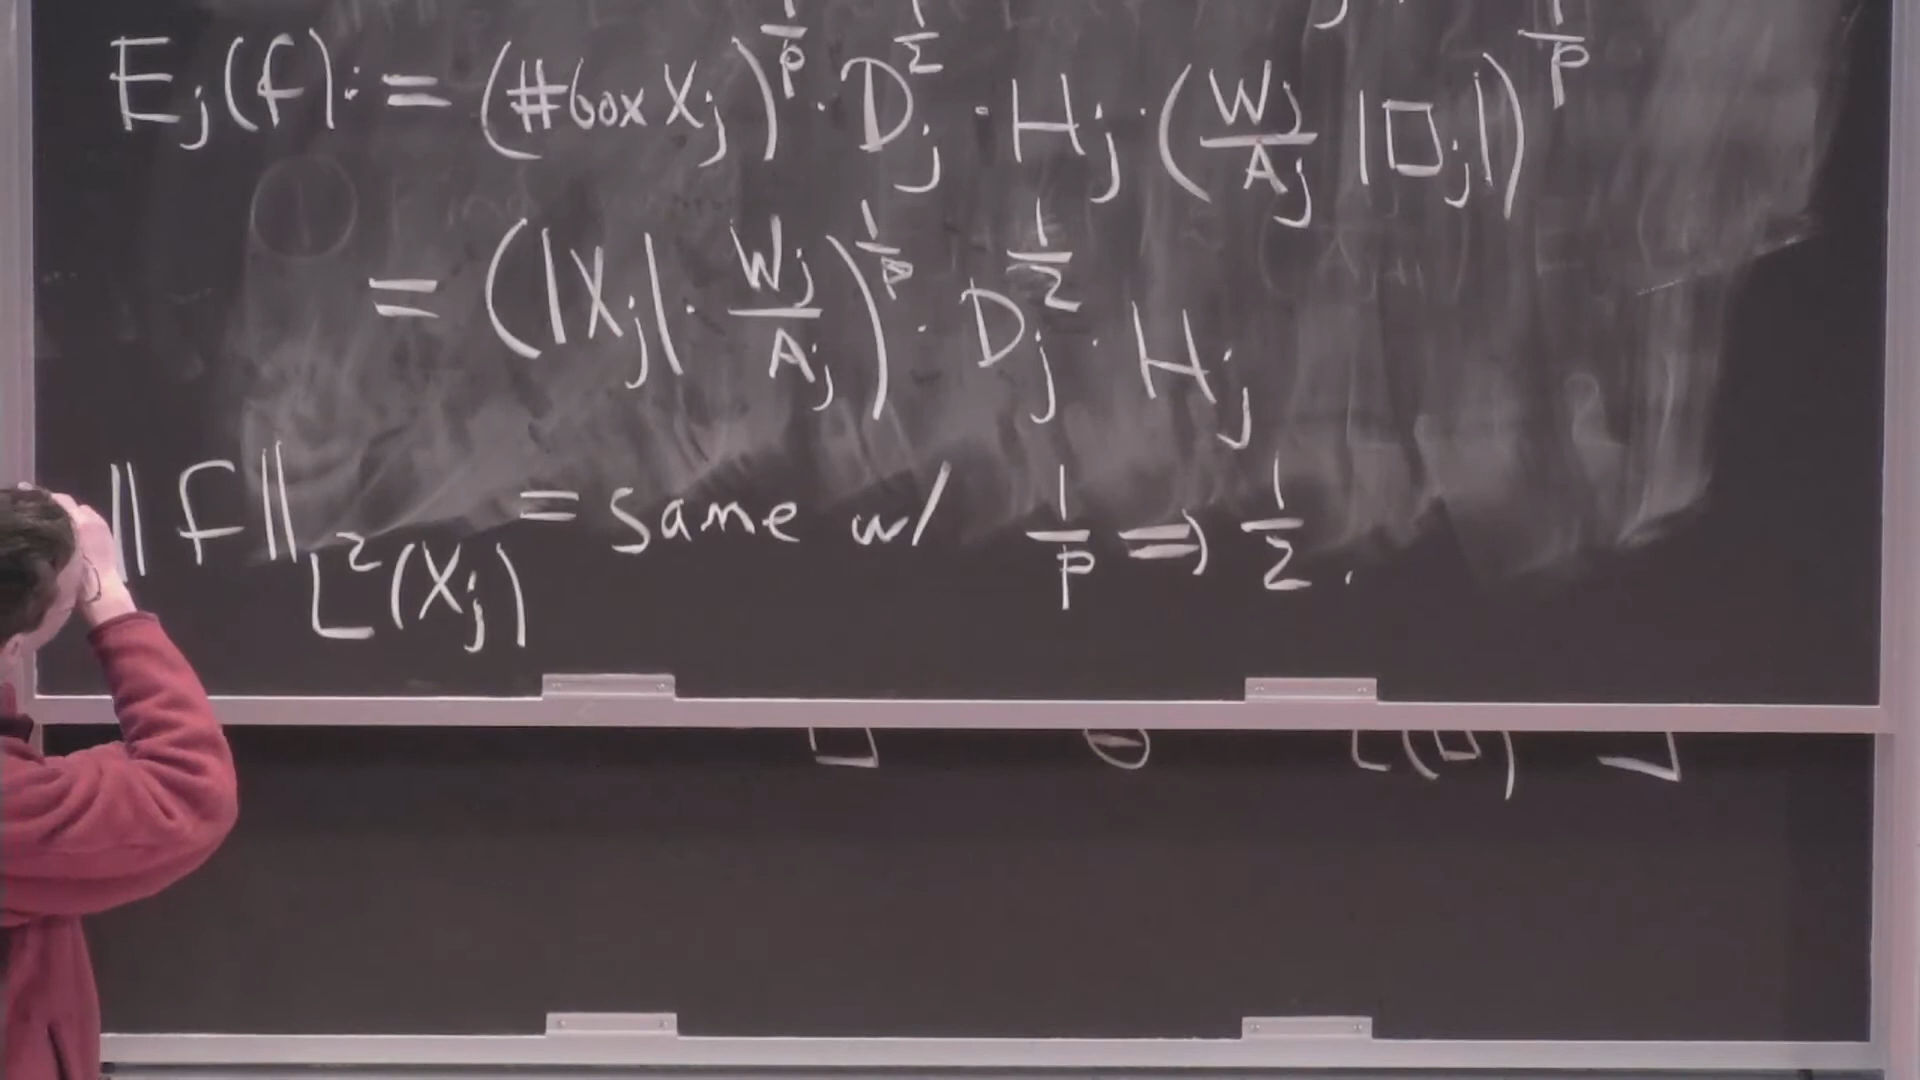 E_j(f) := (#box X_j)^{1/p} · D_j^{1/2} · H_j · (W_j/A_j |□_j|)^{1/p}
= (|X_j| · W_j/A_j)^{1/p} · D_j^{1/2} · H_j
||f||_{L^2(X_j)} = same w/ 1/p ⇒ 1/2.